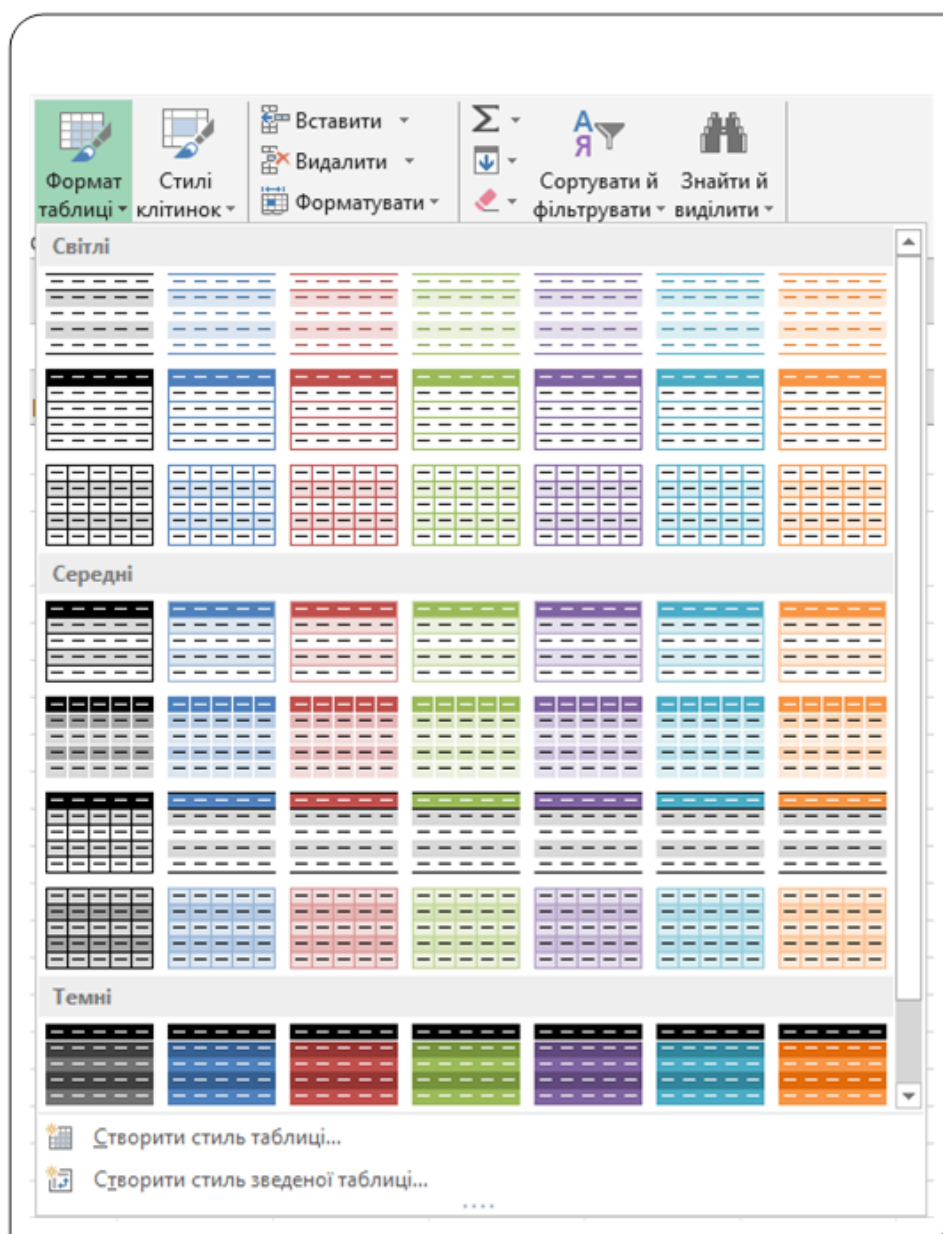 Вставити
Видалити
Форматувати
Формат таблиці
Стилі клітинок
Сортувати й фільтрувати
Знайти й виділити
Світлі
Середні
Темні
Створити стиль таблиці...
Створити стиль зведеної таблиці...